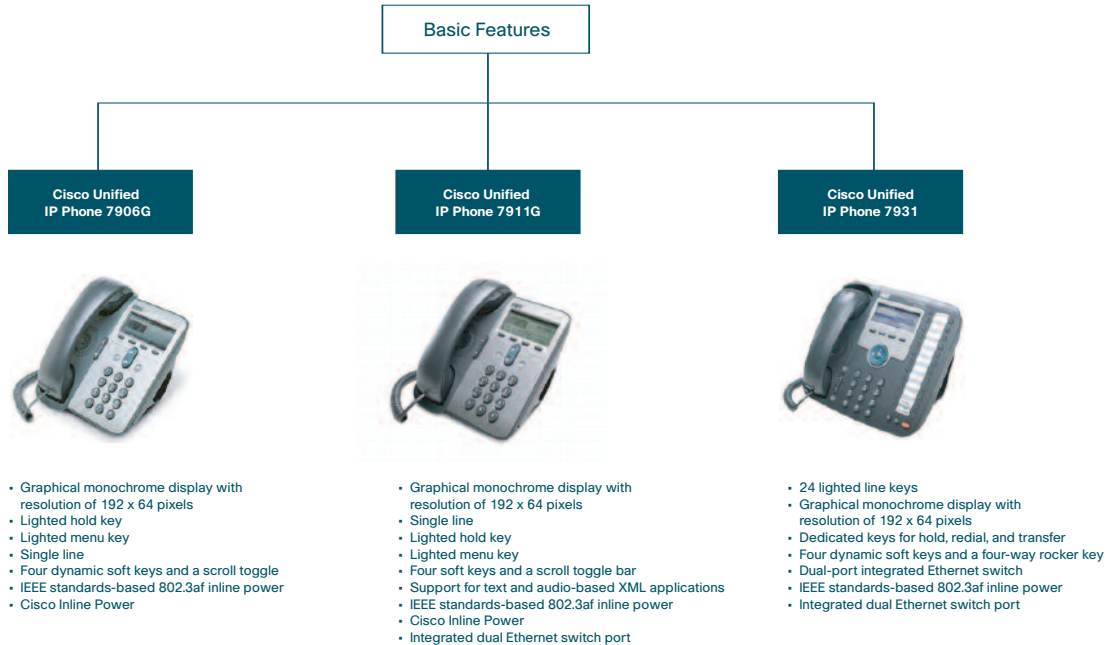 Basic Features
Cisco Unified
IP Phone 7906G
Cisco Unified
IP Phone 7911G
Cisco Unified
IP Phone 7931
• Graphical monochrome display with
resolution of 192 x 64 pixels
• Lighted hold key
• Lighted menu key
• Single line
• Four dynamic soft keys and a scroll toggle
• IEEE standards-based 802.3af inline power
• Cisco Inline Power
• Graphical monochrome display with
resolution of 192 x 64 pixels
• Single line
• Lighted hold key
• Lighted menu key
• Four soft keys and a scroll toggle bar
• Support for text and audio-based XML applications
• IEEE standards-based 802.3af inline power
• Cisco Inline Power
• Integrated dual Ethernet switch port
• 24 lighted line keys
• Graphical monochrome display with
resolution of 192 x 64 pixels
• Dedicated keys for hold, redial, and transfer
• Four dynamic soft keys and a four-way rocker key
• Dual-port integrated Ethernet switch
• IEEE standards-based 802.3af inline power
• Integrated dual Ethernet switch port